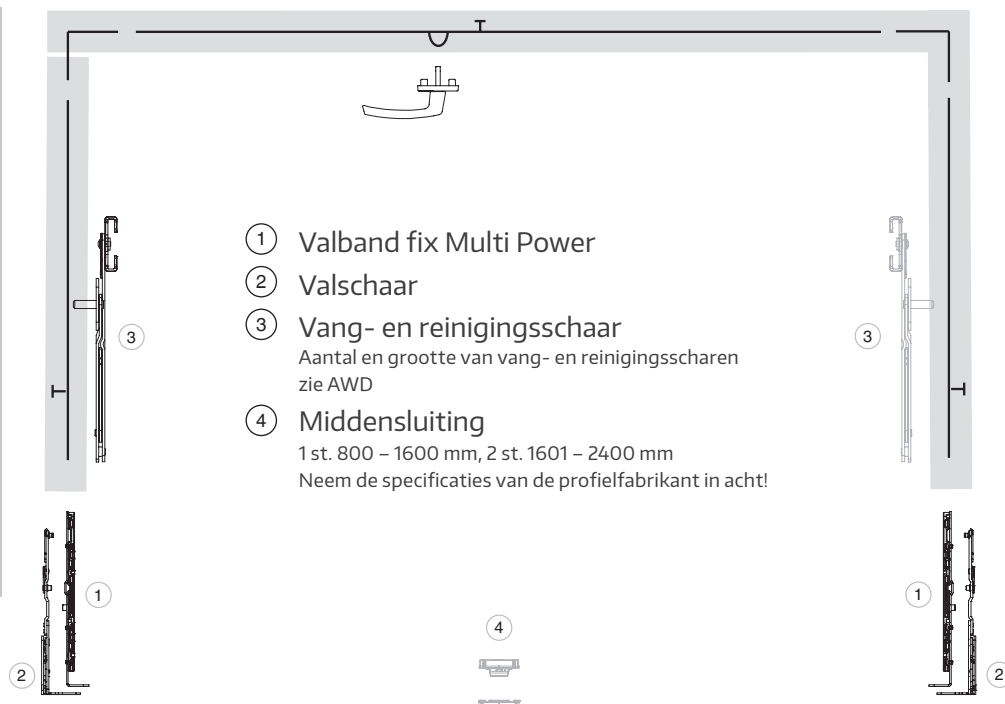 ① Valband fix Multi Power
② Valschaar
③ Vang- en reinigingsschaar
Aantal en grootte van vang- en reinigingsscharen
zie AWD
④ Middensluiting
1 st. 800 – 1600 mm, 2 st. 1601 – 2400 mm
Neem de specificaties van de profielfabrikant in acht!
③
③
①
①
④
②
②